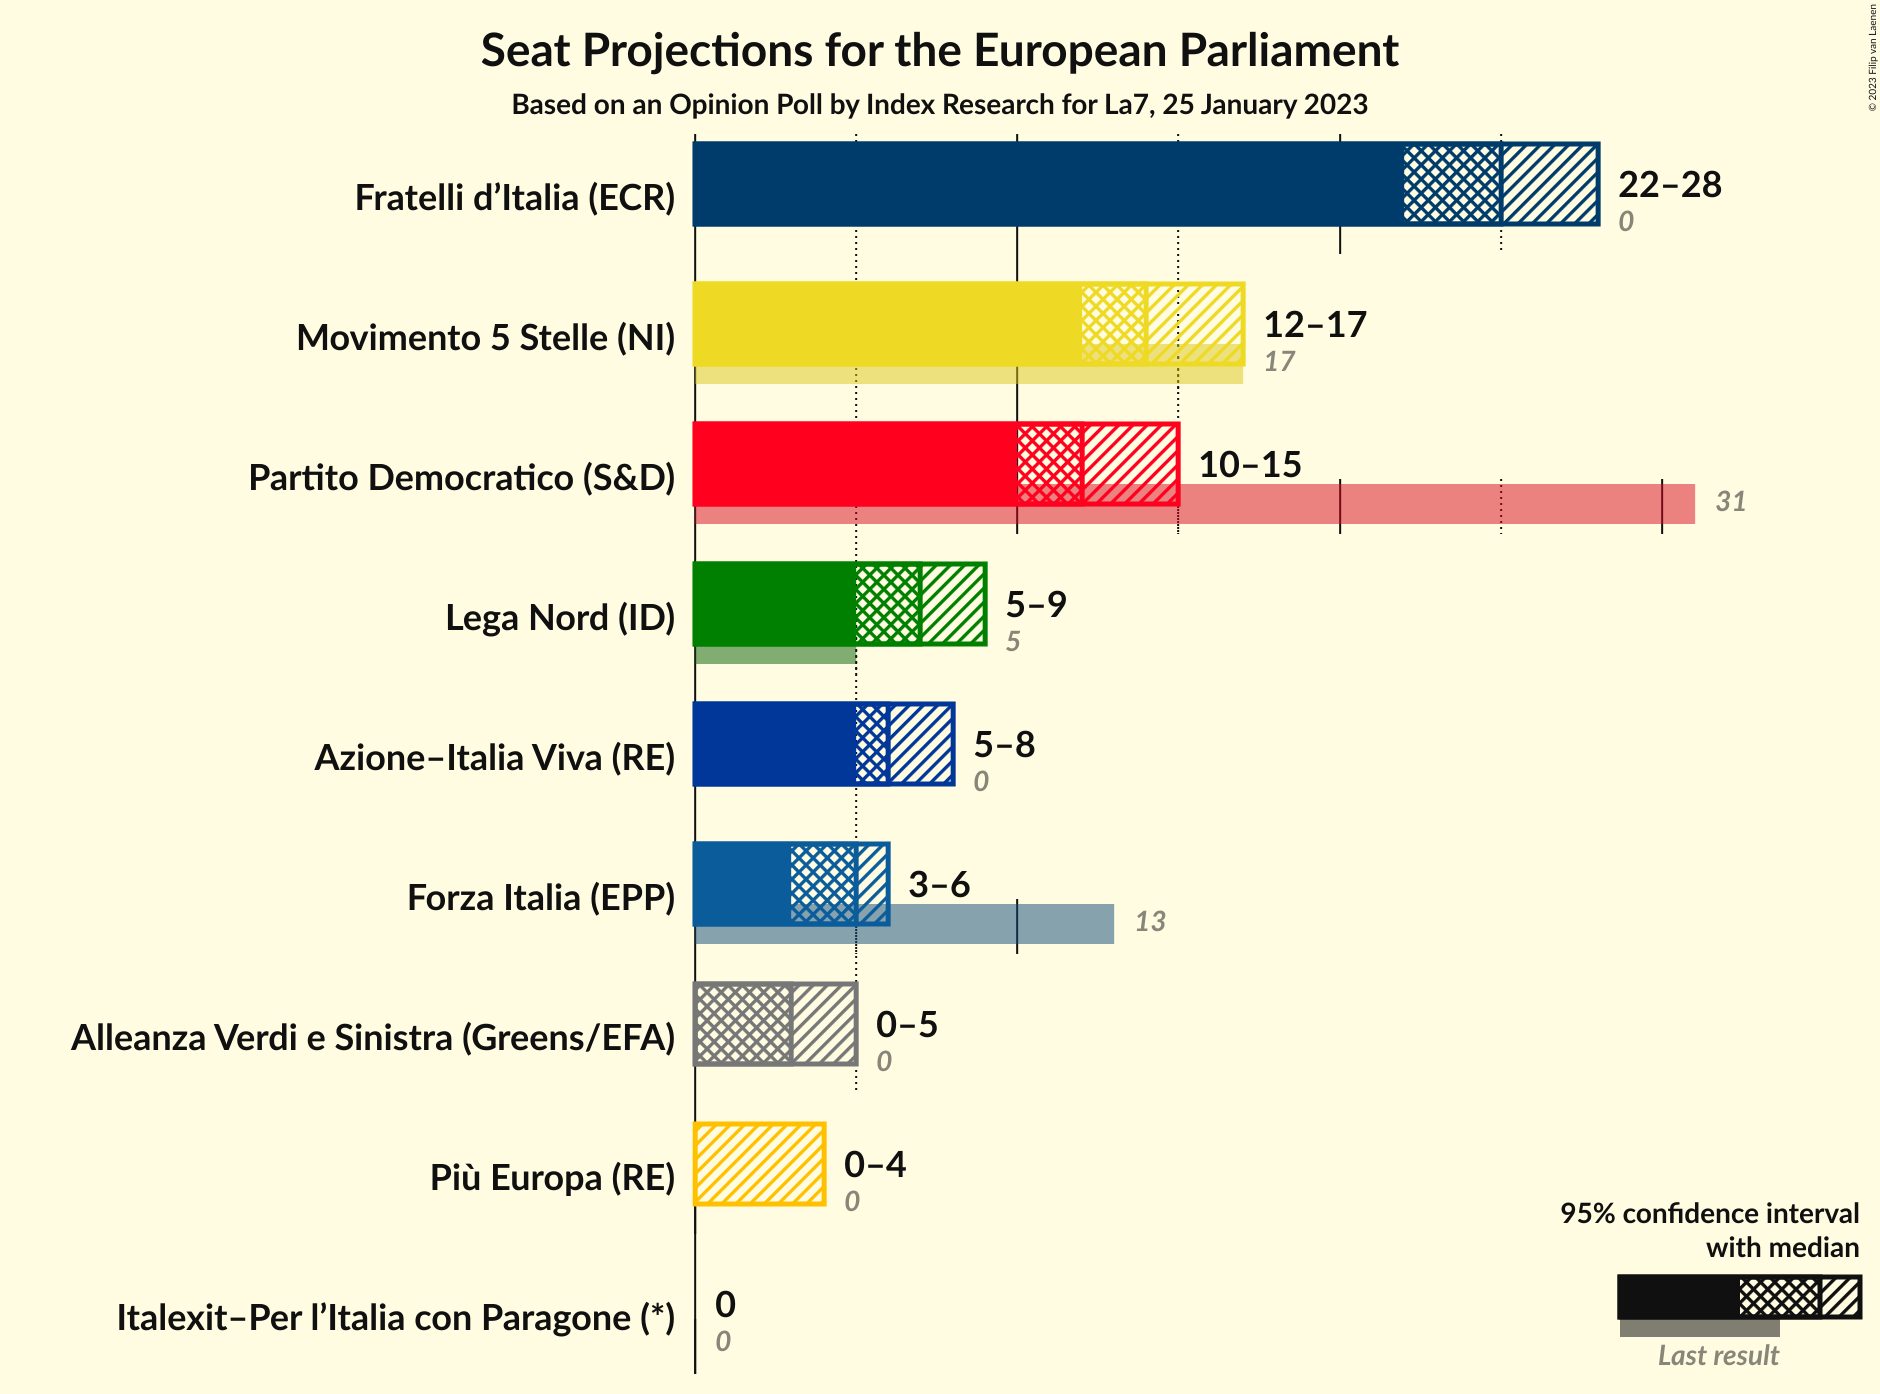 Seat Projections for the European Parliament
Based on an Opinion Poll by Index Research for La7, 25 January 2023
© 2023 Filip van Laenen
Fratelli d’Italia (ECR)
22–28
0
Movimento 5 Stelle (NI)
12–17
17
Partito Democratico (S&D)
10–15
31
Lega Nord (ID)
5–9
5
Azione–Italia Viva (RE)
5–8
0
Forza Italia (EPP)
3–6
13
Alleanza Verdi e Sinistra (Greens/EFA)
0–5
0
Più Europa (RE)
0–4
0
Italexit–Per l’Italia con Paragone (*)
0
0
95% confidence interval
with median
Last result